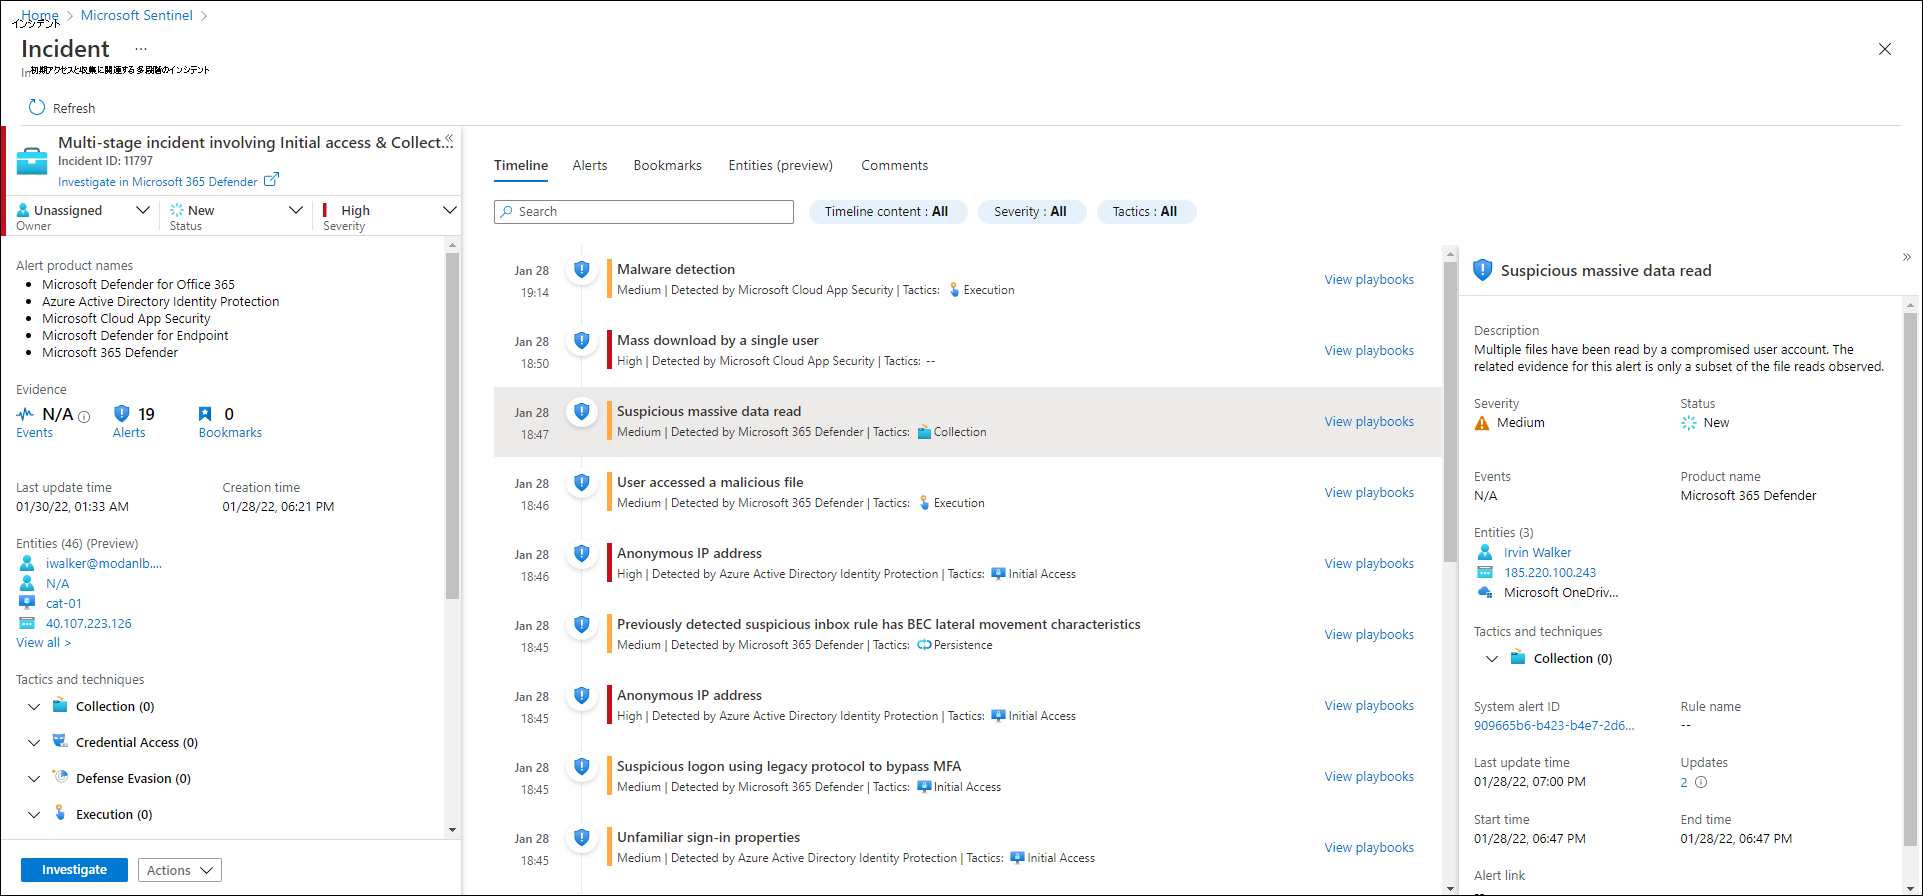 Home > Microsoft Sentinel >
インシデント
Incident ...
In
初期アクセスと収集に関連する多段階のインシデント
Refresh
Multi-stage incident involving Initial access & Collect...
Incident ID: 11797
Investigate in Microsoft 365 Defender
Unassigned
Owner
New
Status
High
Severity
Alert product names
• Microsoft Defender for Office 365
• Azure Active Directory Identity Protection
• Microsoft Cloud App Security
• Microsoft Defender for Endpoint
• Microsoft 365 Defender
Evidence
N/A
Events
19
Alerts
0
Bookmarks
Last update time
01/30/22, 01:33 AM
Creation time
01/28/22, 06:21 PM
Entities (46) (Preview)
iwalker@modanlb....
N/A
cat-01
40.107.223.126
View all >
Tactics and techniques
Collection (0)
Credential Access (0)
Defense Evasion (0)
Execution (0)
Investigate
Actions
Timeline
Alerts
Bookmarks
Entities (preview)
Comments
Search
Timeline content : All
Severity : All
Tactics : All
Jan 28
19:14
Malware detection
Medium | Detected by Microsoft Cloud App Security | Tactics: Execution
View playbooks
Jan 28
18:50
Mass download by a single user
High | Detected by Microsoft Cloud App Security | Tactics: --
View playbooks
Jan 28
18:47
Suspicious massive data read
Medium | Detected by Microsoft 365 Defender | Tactics: Collection
View playbooks
Jan 28
18:46
User accessed a malicious file
Medium | Detected by Microsoft 365 Defender | Tactics: Execution
View playbooks
Jan 28
18:46
Anonymous IP address
High | Detected by Azure Active Directory Identity Protection | Tactics: Initial Access
View playbooks
Jan 28
18:45
Previously detected suspicious inbox rule has BEC lateral movement characteristics
Medium | Detected by Microsoft 365 Defender | Tactics: Persistence
View playbooks
Jan 28
18:45
Anonymous IP address
High | Detected by Azure Active Directory Identity Protection | Tactics: Initial Access
View playbooks
Jan 28
18:45
Suspicious logon using legacy protocol to bypass MFA
Medium | Detected by Microsoft 365 Defender | Tactics: Initial Access
View playbooks
Jan 28
18:45
Unfamiliar sign-in properties
Medium | Detected by Azure Active Directory Identity Protection | Tactics: Initial Access
View playbooks
Suspicious massive data read
Description
Multiple files have been read by a compromised user account. The
related evidence for this alert is only a subset of the file reads observed.
Severity
Medium
Status
New
Events
N/A
Product name
Microsoft 365 Defender
Entities (3)
Irvin Walker
185.220.100.243
Microsoft OneDriv...
Tactics and techniques
Collection (0)
System alert ID
909665b6-b423-b4e7-2d6...
Rule name
--
Last update time
01/28/22, 07:00 PM
Updates
2
Start time
01/28/22, 06:47 PM
End time
01/28/22, 06:47 PM
Alert link